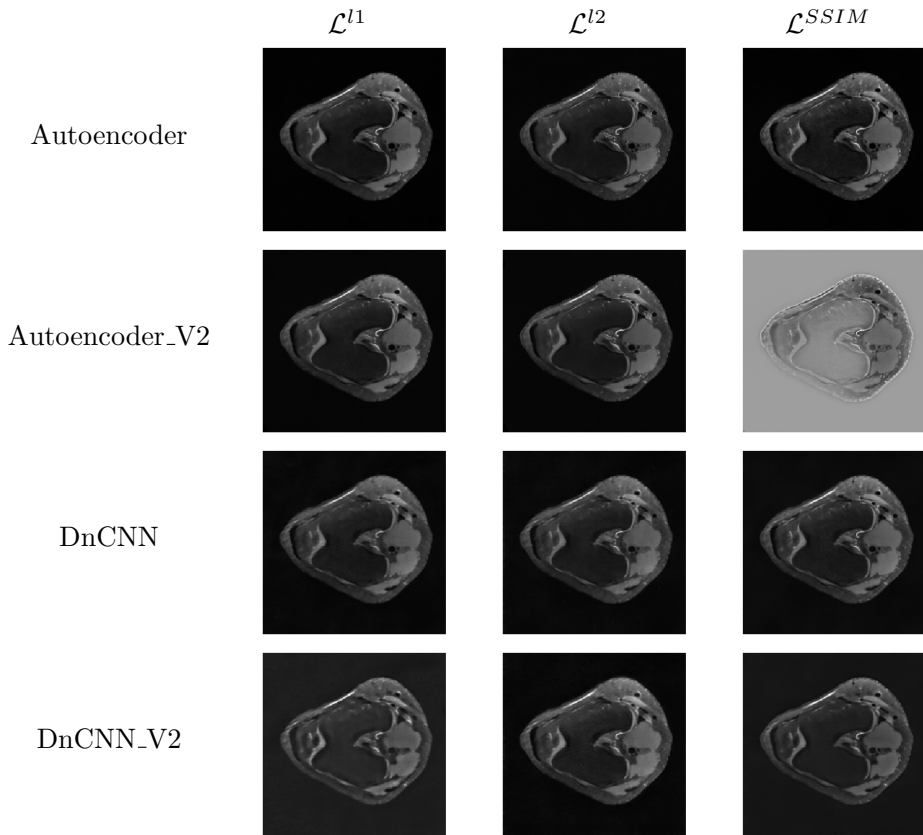 ℒ^{l1} ℒ^{l2} ℒ^{SSIM}
Autoencoder
Autoencoder_V2
DnCNN
DnCNN_V2